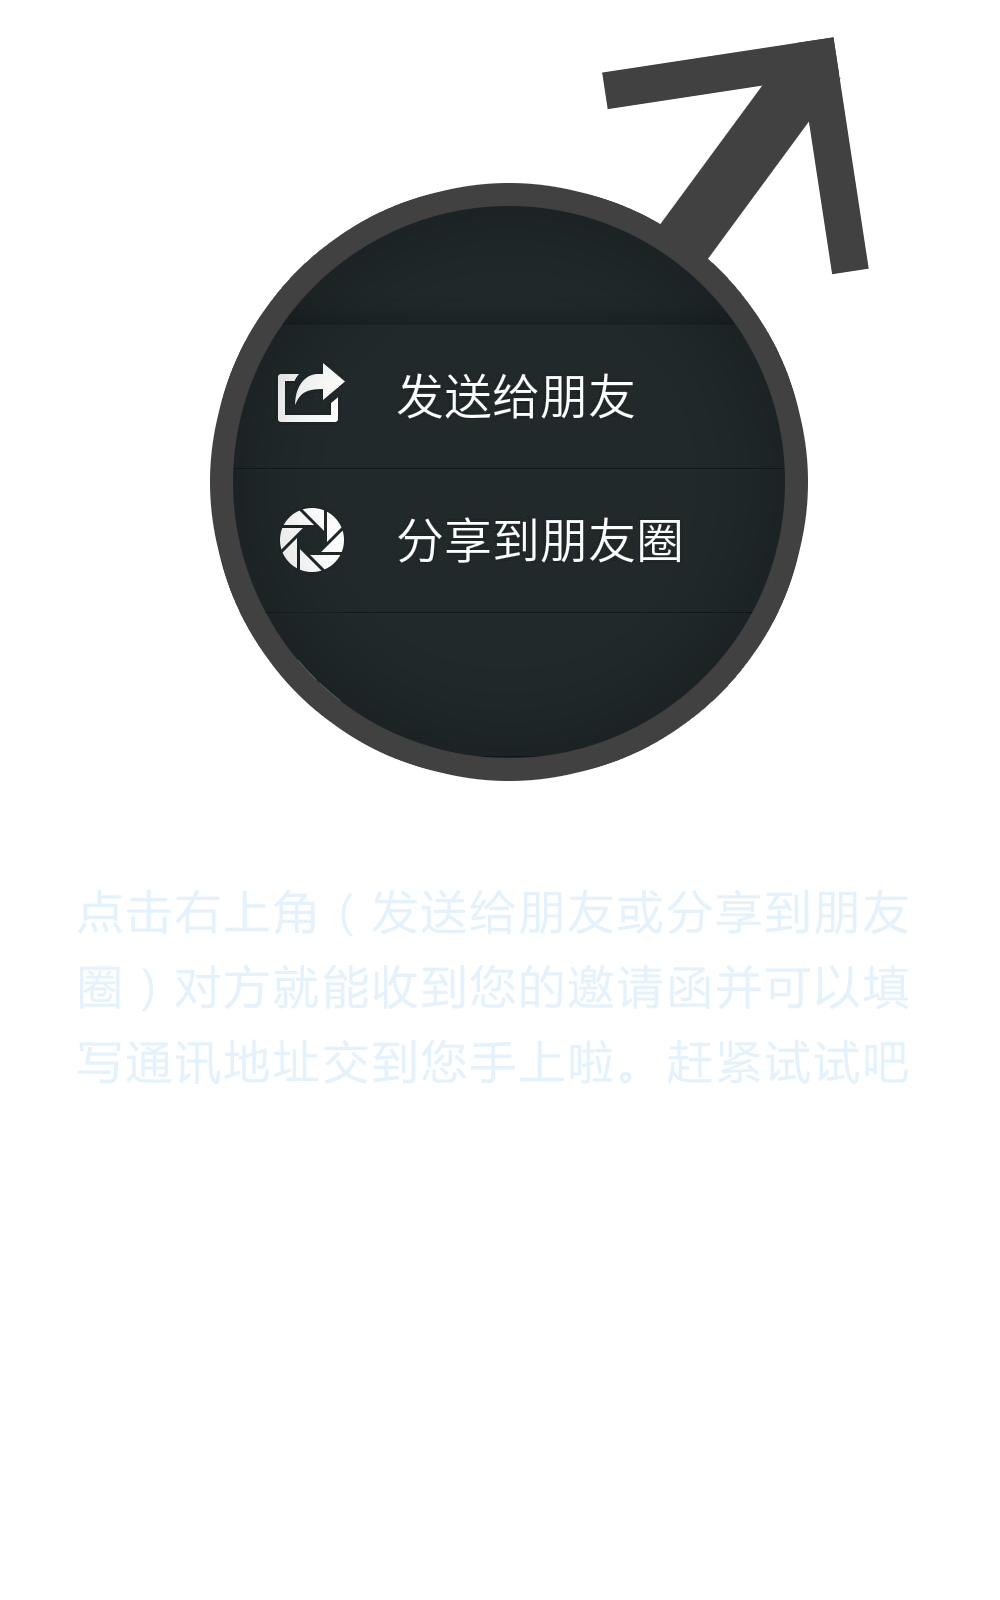 发送给朋友
分享到朋友圈
点击右上角（发送给朋友或分享到朋友
圈）对方就能收到您的邀请函并可以填
写通讯地址交到您手上啦。赶紧试试吧